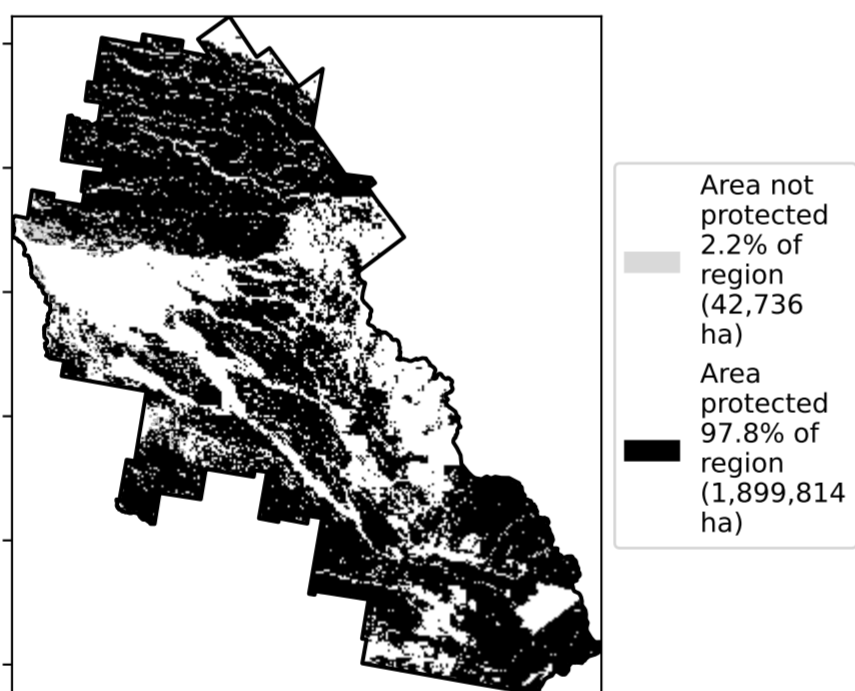 Area not
protected
2.2% of
region
(42,736
ha)
Area
protected
97.8% of
region
(1,899,814
ha)